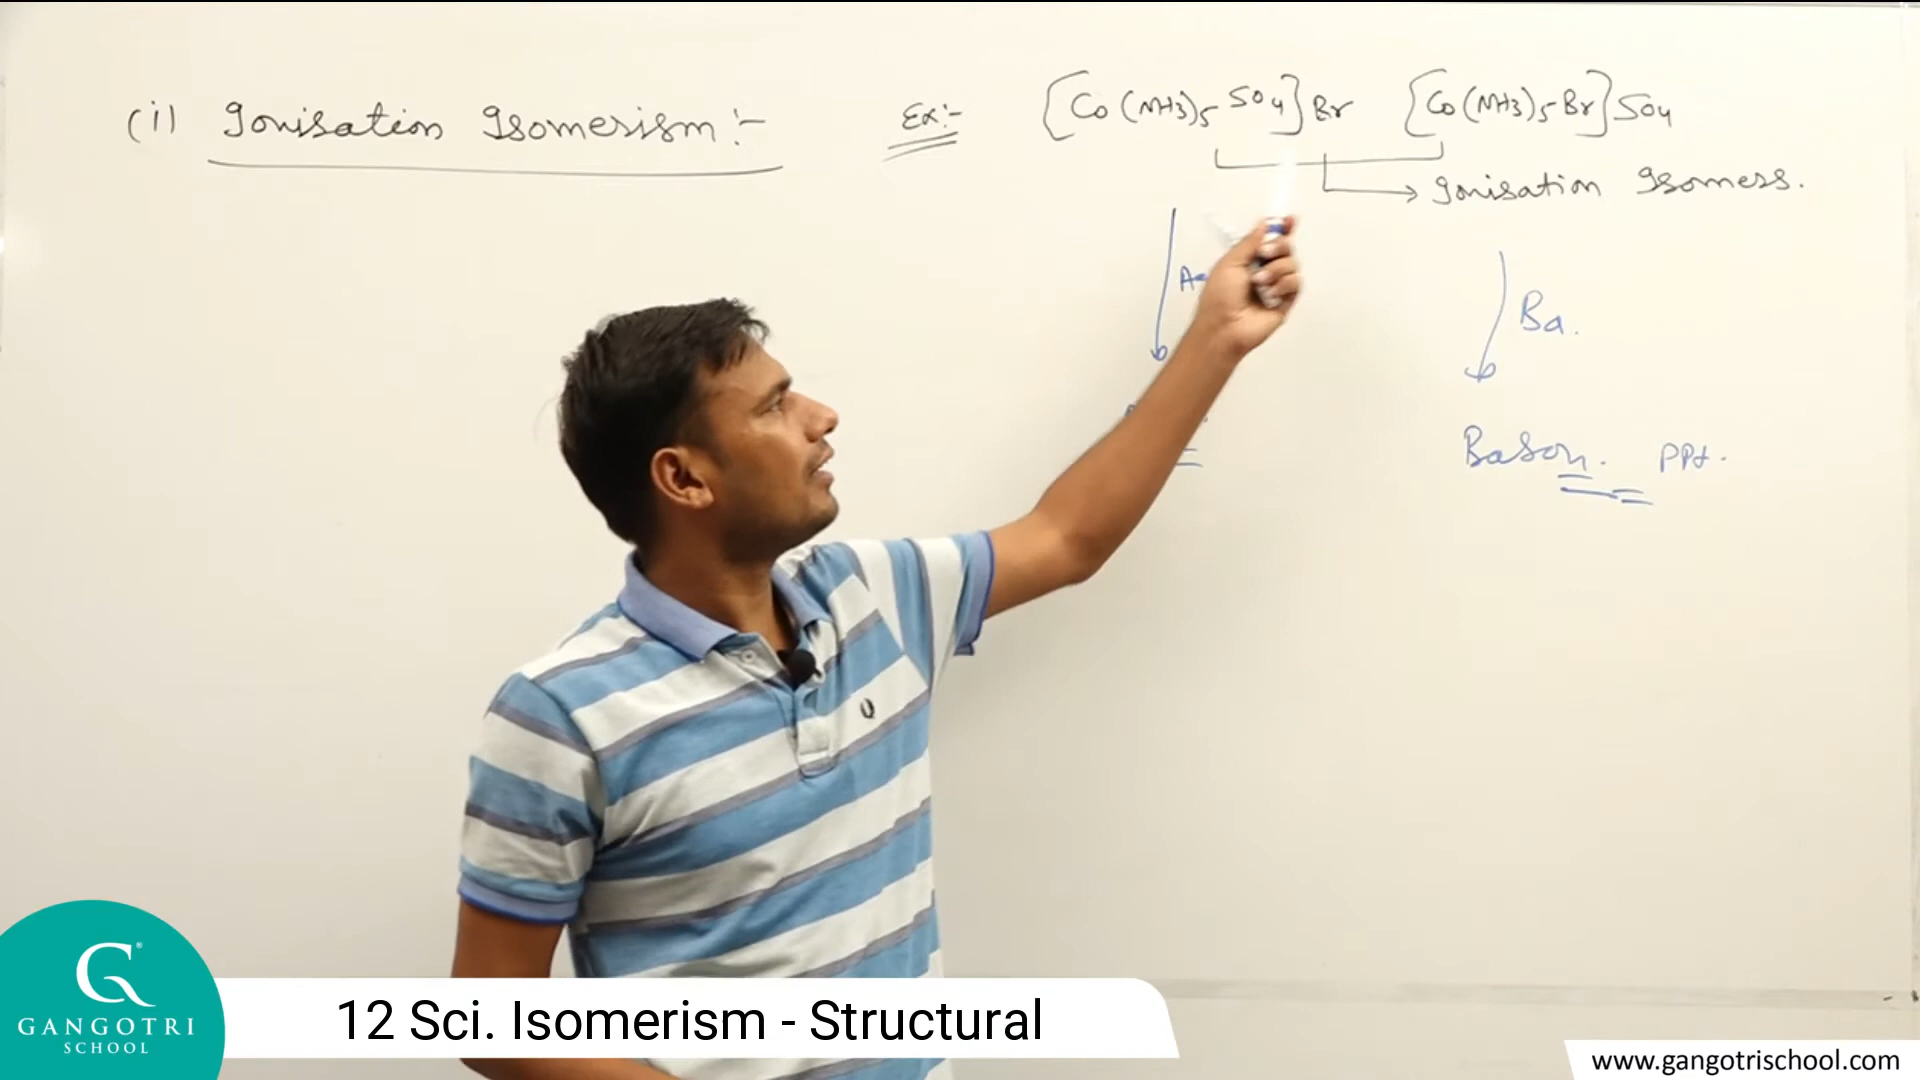 (i) Ionisation Isomerism:-
Ex:- [Co(NH3)5 SO4]Br [Co(NH3)5 Br]SO4
Ionisation Isomers.
Ba.
BaSO4. PPt.
GANGOTRI
SCHOOL
12 Sci. Isomerism - Structural
www.gangotrischool.com